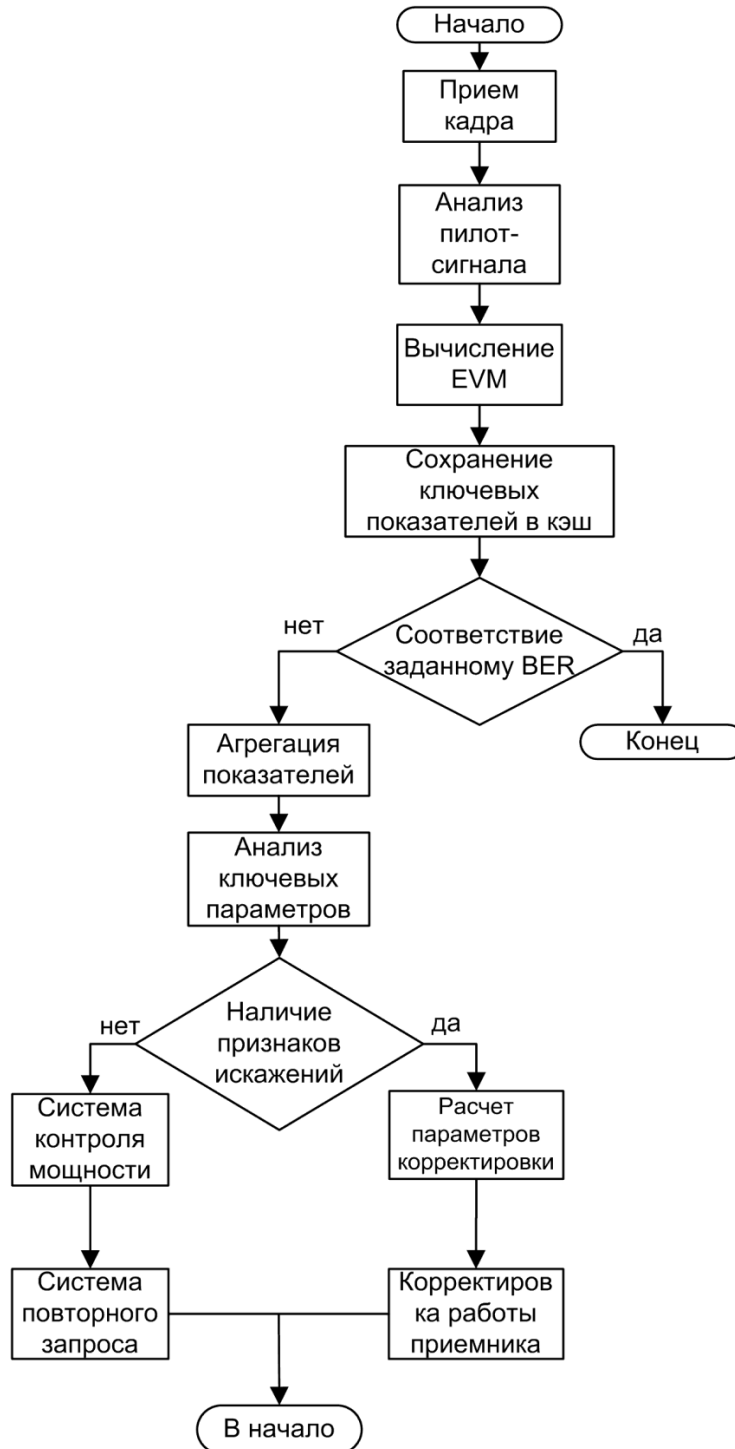 Начало
Прием
кадра
Анализ
пилот-
сигнала
Вычисление
EVM
Сохранение
ключевых
показателей в кэш
нет
Соответствие
заданному BER
да
Агрегация
показателей
Конец
Анализ
ключевых
параметров
нет
Наличие
признаков
искажений
да
Система
контроля
мощности
Расчет
параметров
корректировки
Система
повторного
запроса
Корректиров
ка работы
приемника
В начало